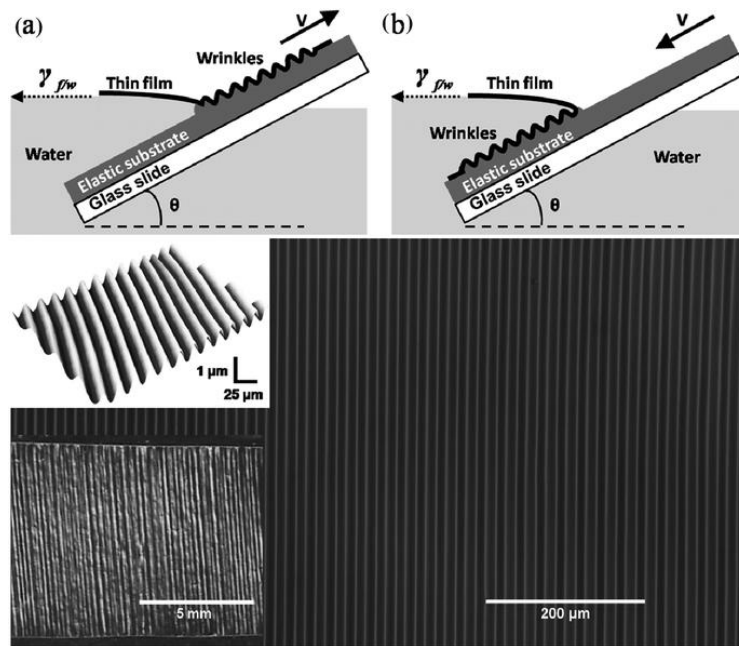 (a)
V
Wrinkles
γ f/w
Thin film
Water
Elastic substrate
Glass slide
θ
(b)
V
γ f/w
Thin film
Wrinkles
Water
Elastic substrate
Glass slide
θ
1 µm
25 µm
5 mm
200 µm